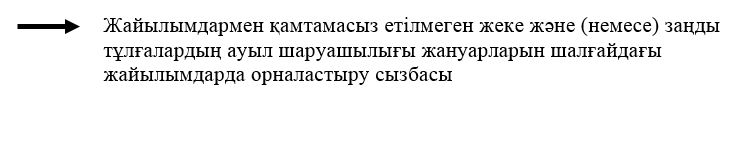 Жайылымдармен қамтамасыз етілмеген жеке және (немесе) заңды
тұлғалардың ауыл шаруашылығы жануарларын шалғайдағы
жайылымдарда орналастыру сызбасы